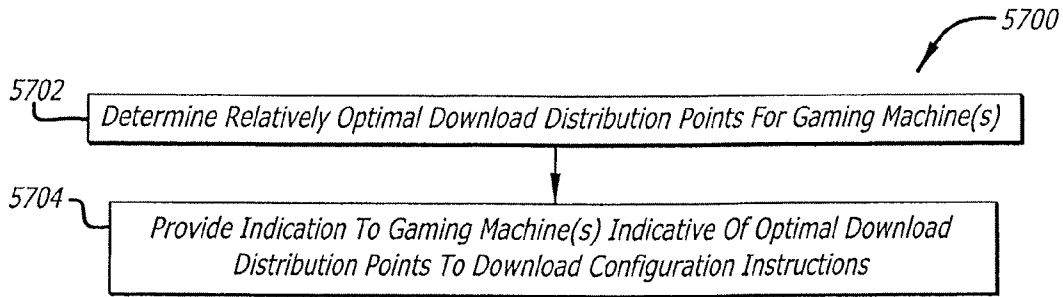 5700
5702
Determine Relatively Optimal Download Distribution Points For Gaming Machine(s)
5704
Provide Indication To Gaming Machine(s) Indicative Of Optimal Download
Distribution Points To Download Configuration Instructions